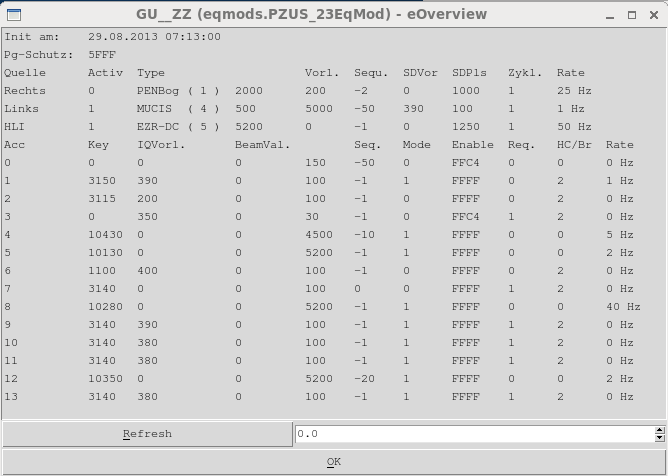 GU__ZZ (eqmods.PZUS_23EqMod) - eOverview
Init am: 29.08.2013 07:13:00
Pg-Schutz: 5FFF
Quelle Activ Type Vorl. Sequ. SDVor SDPls Zykl. Rate
Rechts 0 PENBog ( 1 ) 2000 200 -2 0 1000 1 25 Hz
Links 1 MUCIS ( 4 ) 500 5000 -50 390 100 1 1 Hz
HLI 1 EZR-DC ( 5 ) 5200 0 -1 0 1250 1 50 Hz
Acc Key IQVorl. BeamVal. Seq. Mode Enable Req. HC/Br Rate
0 0 0 150 -50 0 FFC4 0 0 0 Hz
1 3150 390 0 100 -1 1 FFFF 0 2 1 Hz
2 3115 200 0 100 -1 1 FFFF 0 2 0 Hz
3 0 350 0 30 -1 0 FFC4 1 2 0 Hz
4 10430 0 0 4500 -10 1 FFFF 0 0 5 Hz
5 10130 0 0 5200 -1 1 FFFF 0 0 2 Hz
6 1100 400 0 100 -1 0 FFFF 0 2 0 Hz
7 3140 0 0 100 0 0 FFFF 1 2 0 Hz
8 10280 0 0 5200 -1 1 FFFF 0 0 40 Hz
9 3140 390 0 100 -1 1 FFFF 1 2 0 Hz
10 3140 380 0 100 -1 1 FFFF 1 2 0 Hz
11 3140 380 0 100 -1 1 FFFF 1 2 0 Hz
12 10350 0 0 5200 -20 1 FFFF 0 0 2 Hz
13 3140 380 0 100 -1 1 FFFF 1 2 0 Hz
Refresh 0.0
OK